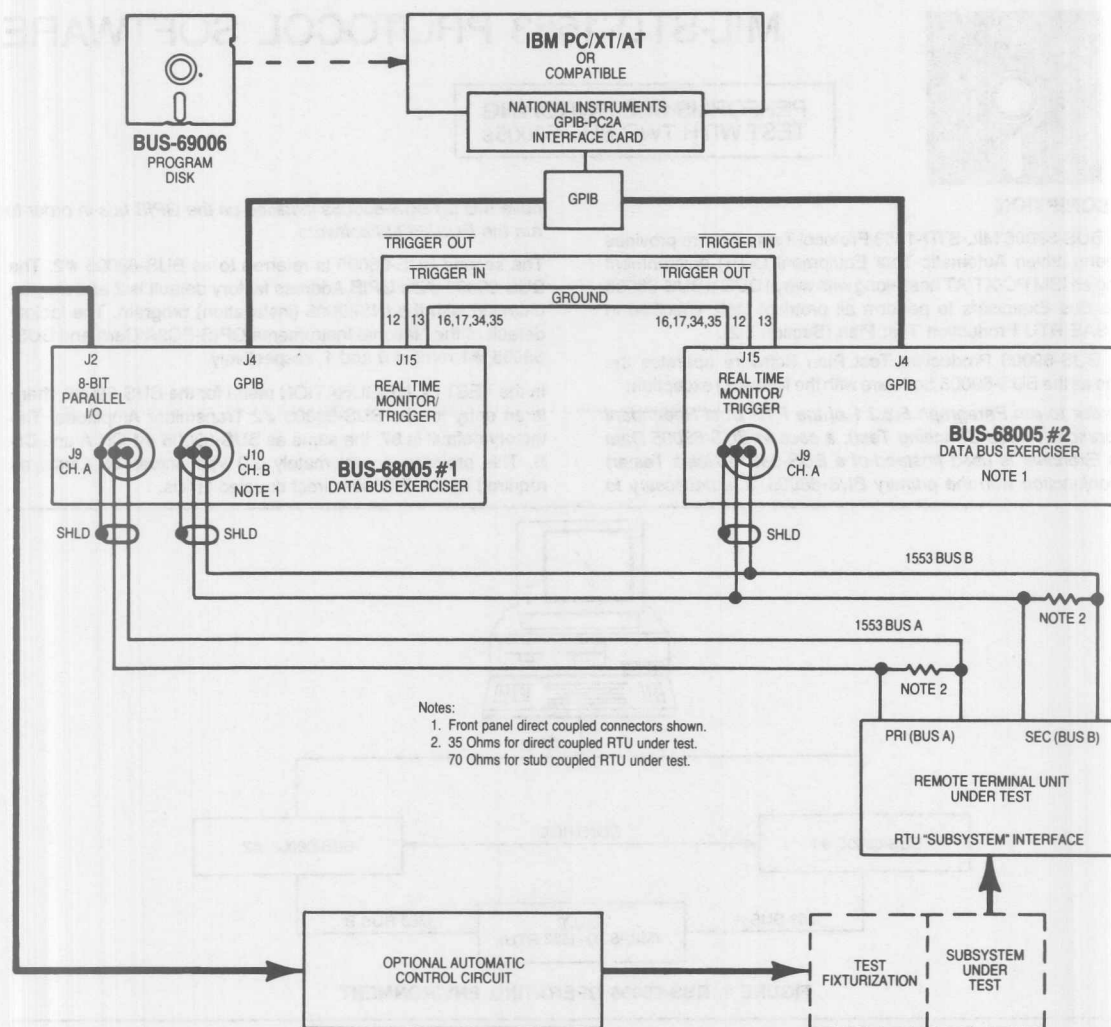 IBM PC/XT/AT
OR
COMPATIBLE
NATIONAL INSTRUMENTS
GPIB-PC2A
INTERFACE CARD
BUS-69006
PROGRAM
DISK
GPIB
TRIGGER OUT
TRIGGER IN
TRIGGER IN
TRIGGER OUT
GROUND
12
13
16,17,34,35
16,17,34,35
13
12
J2
8-BIT
PARALLEL
I/O
J4
GPIB
J15
REAL TIME
MONITOR/
TRIGGER
J15
REAL TIME
MONITOR/
TRIGGER
J4
GPIB
J9
CH. A
J10
CH. B
NOTE 1
BUS-68005 #1
DATA BUS EXERCISER
J9
CH. A
BUS-68005 #2
DATA BUS EXERCISER
NOTE 1
SHLD
SHLD
SHLD
1553 BUS B
NOTE 2
1553 BUS A
NOTE 2
Notes:
1. Front panel direct coupled connectors shown.
2. 35 Ohms for direct coupled RTU under test.
70 Ohms for stub coupled RTU under test.
PRI (BUS A)
SEC (BUS B)
REMOTE TERMINAL UNIT
UNDER TEST
RTU "SUBSYSTEM" INTERFACE
OPTIONAL AUTOMATIC
CONTROL CIRCUIT
TEST
FIXTURIZATION
SUBSYSTEM
UNDER
TEST